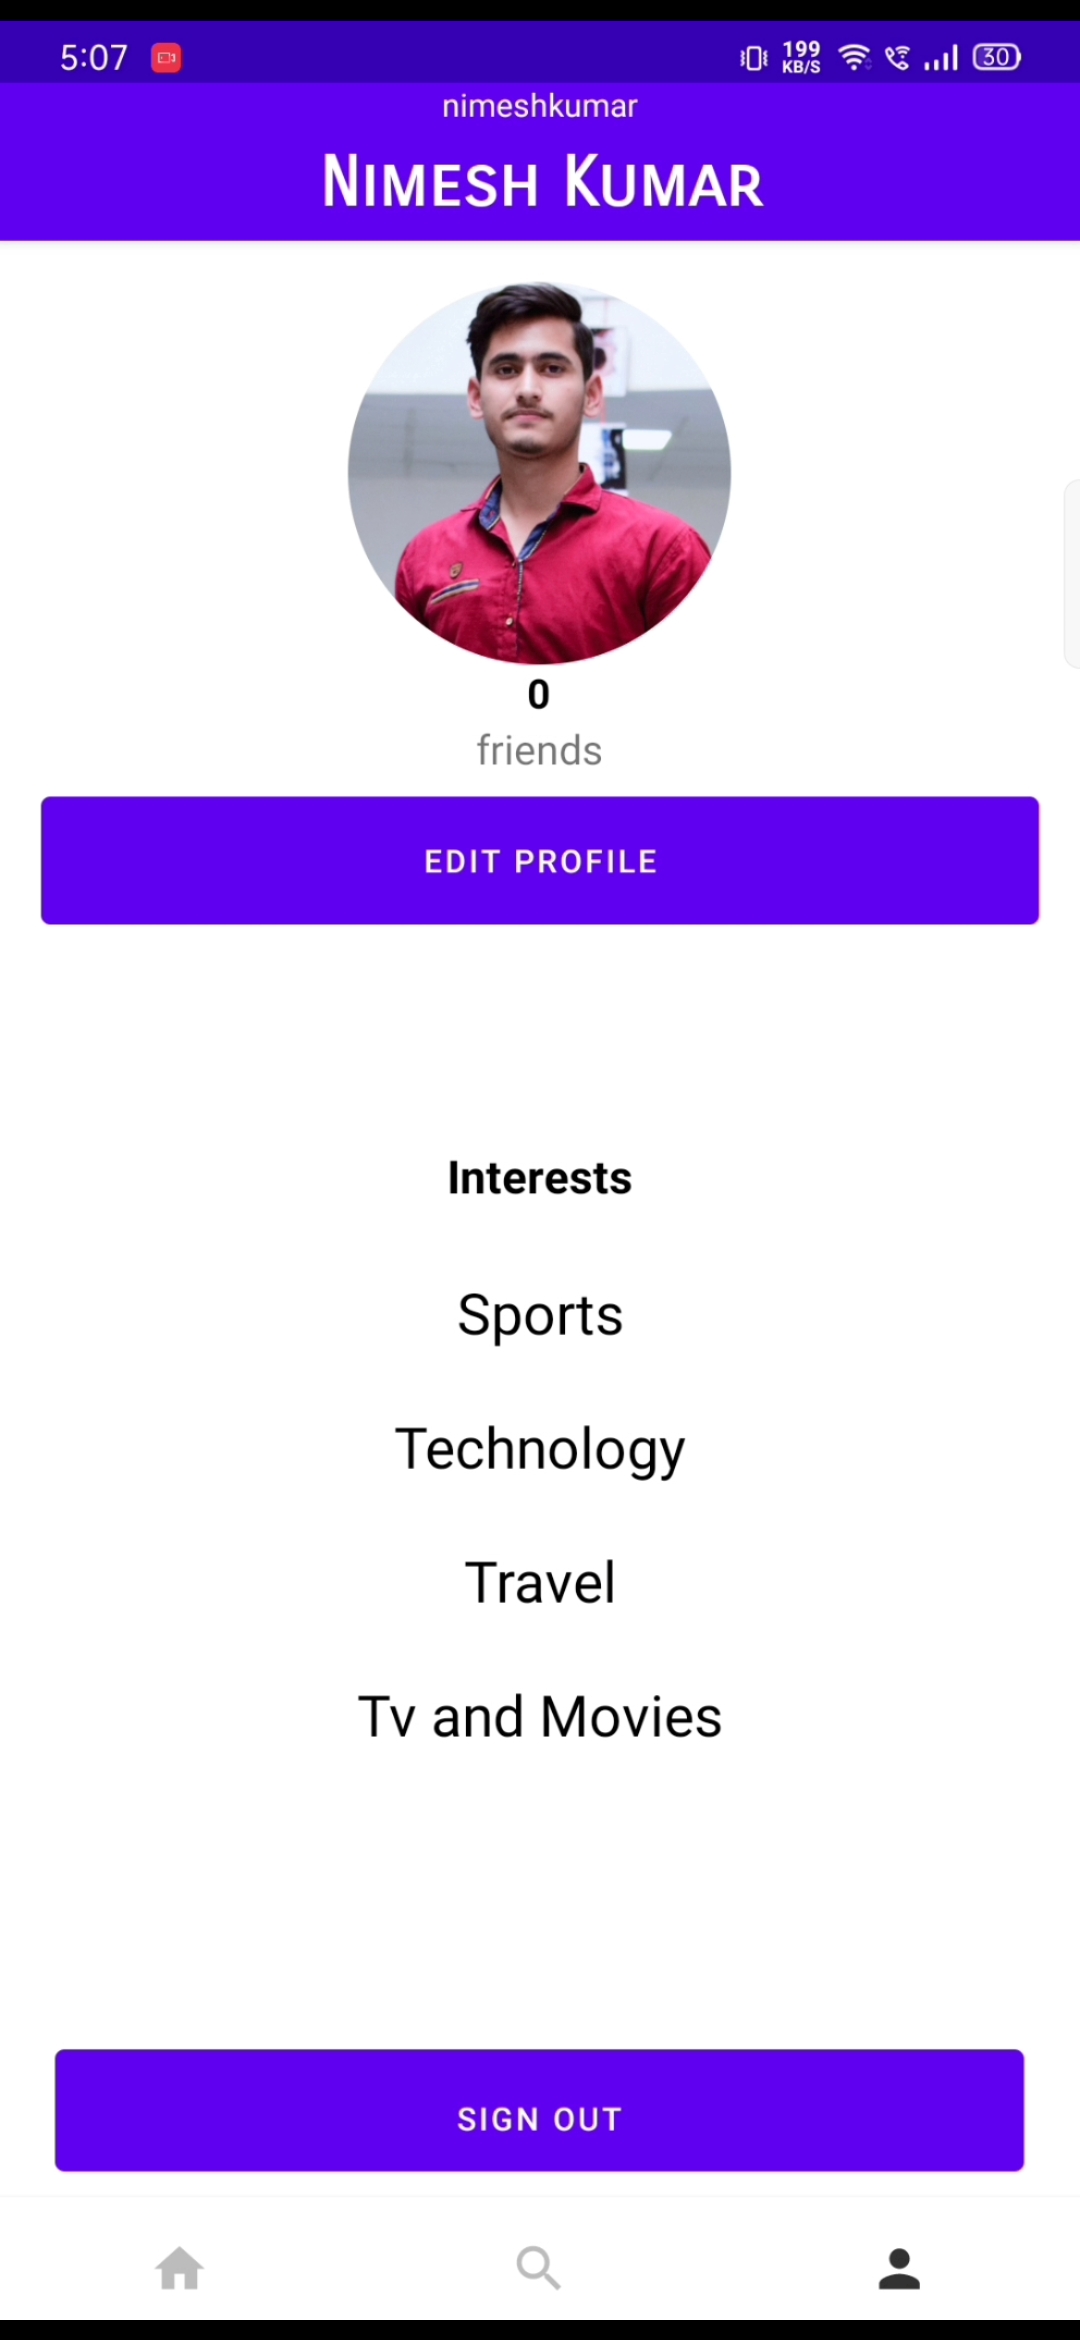 5:07
199
KB/S
30
nimeshkumar
Nimesh Kumar
0
friends
EDIT PROFILE
Interests
Sports
Technology
Travel
Tv and Movies
SIGN OUT